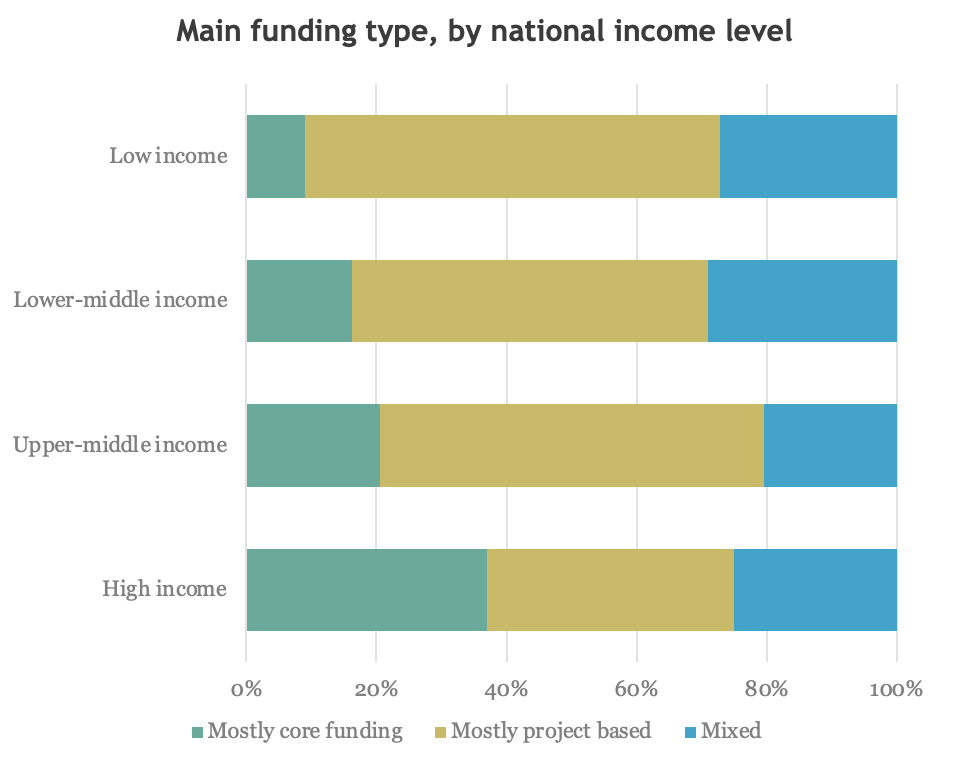 Main funding type, by national income level
Low income
Lower-middle income
Upper-middle income
High income
0% 20% 40% 60% 80% 100%
Mostly core funding Mostly project based Mixed